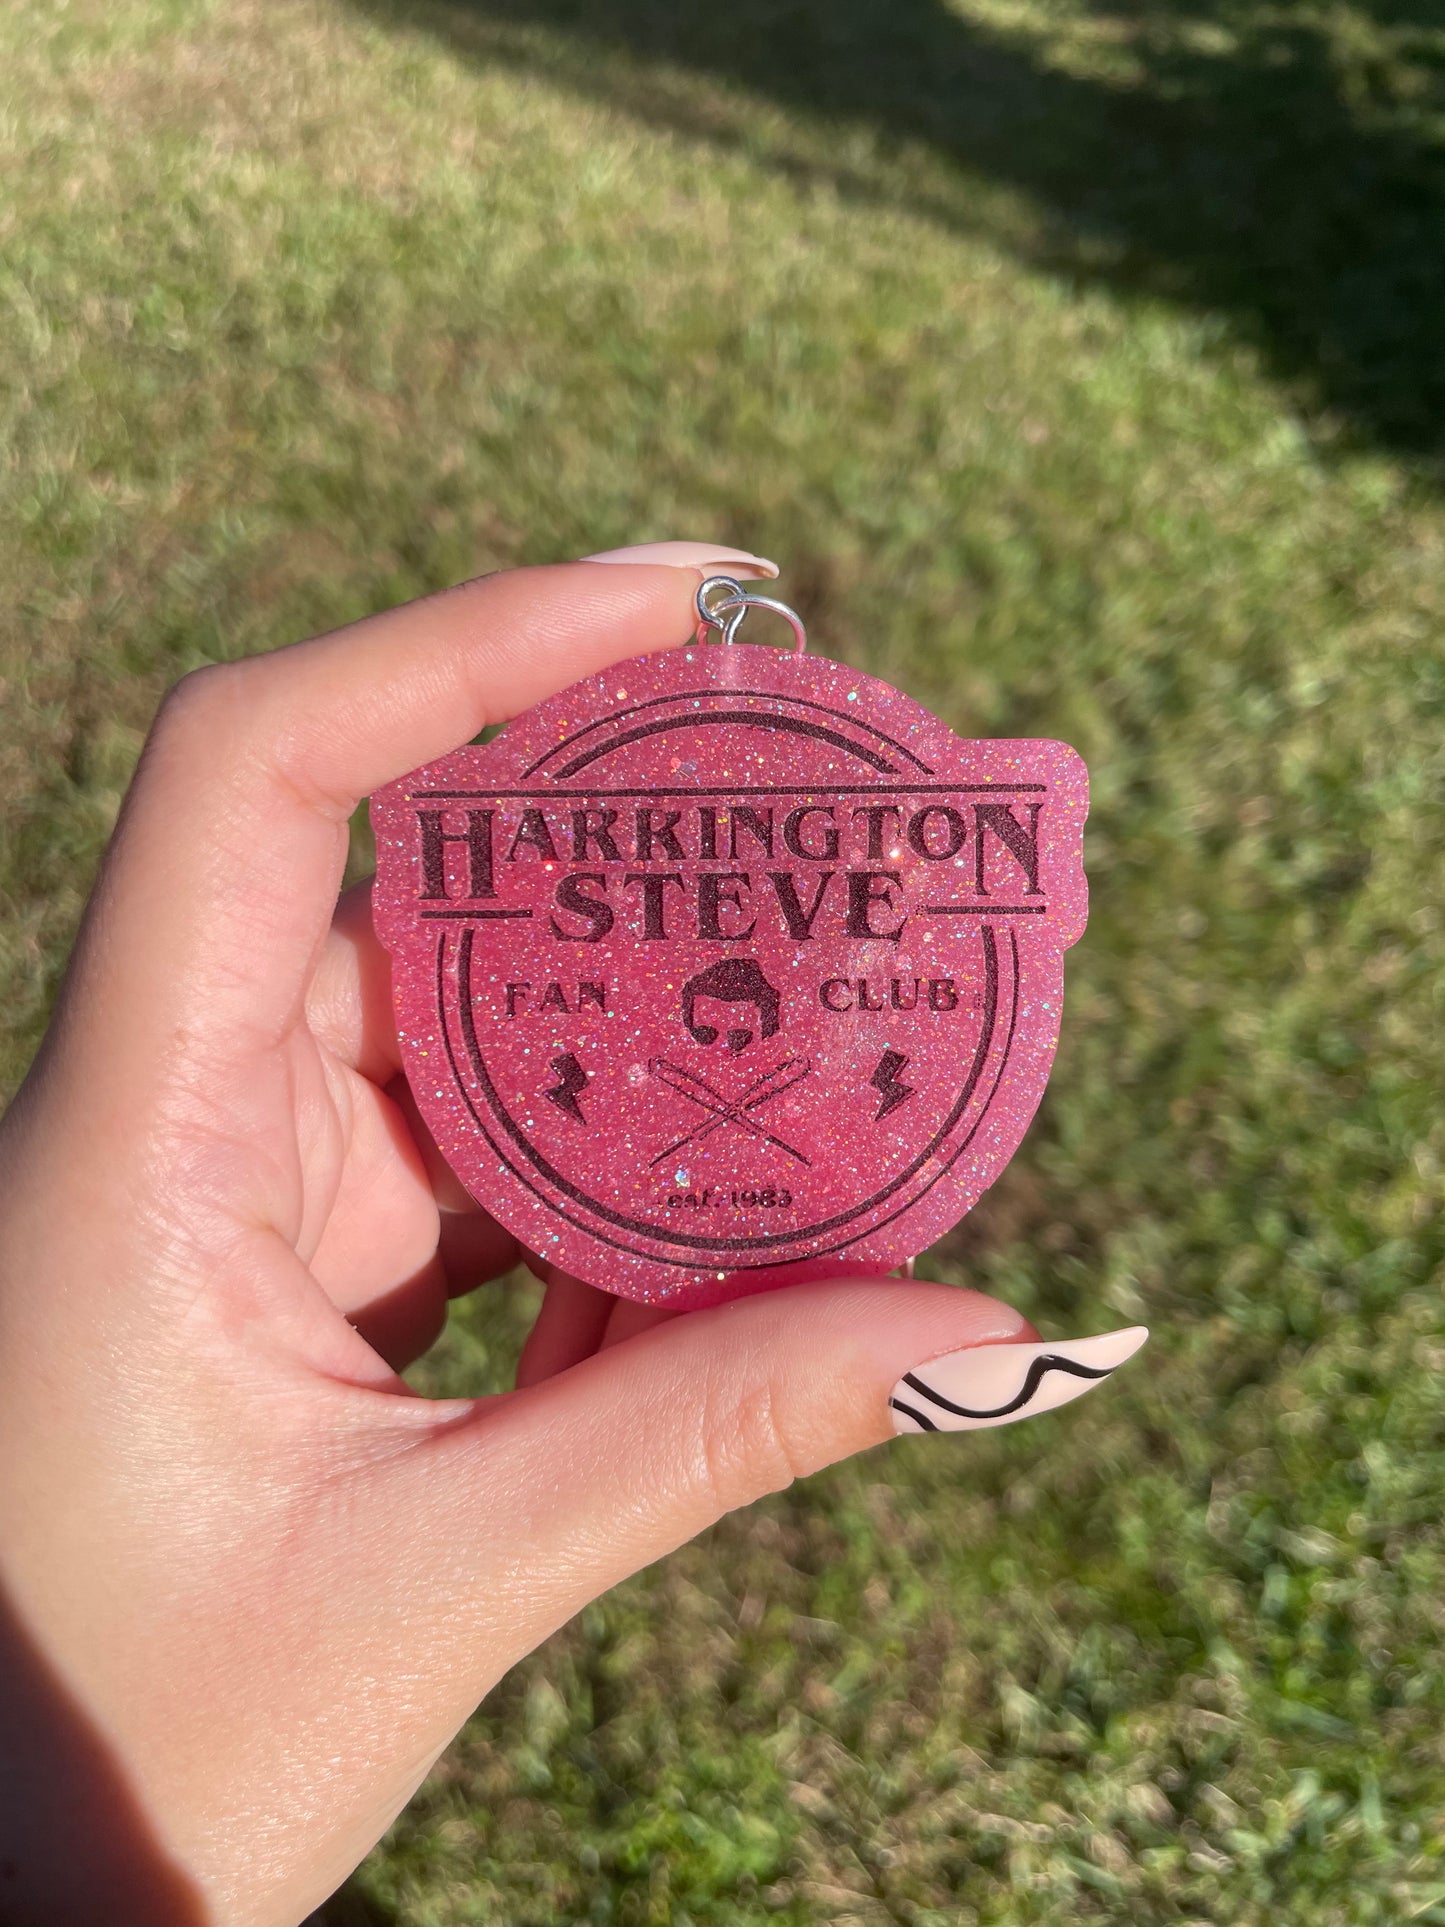 HARRINGTON
STEVE
FAN CLUB
est. 1983